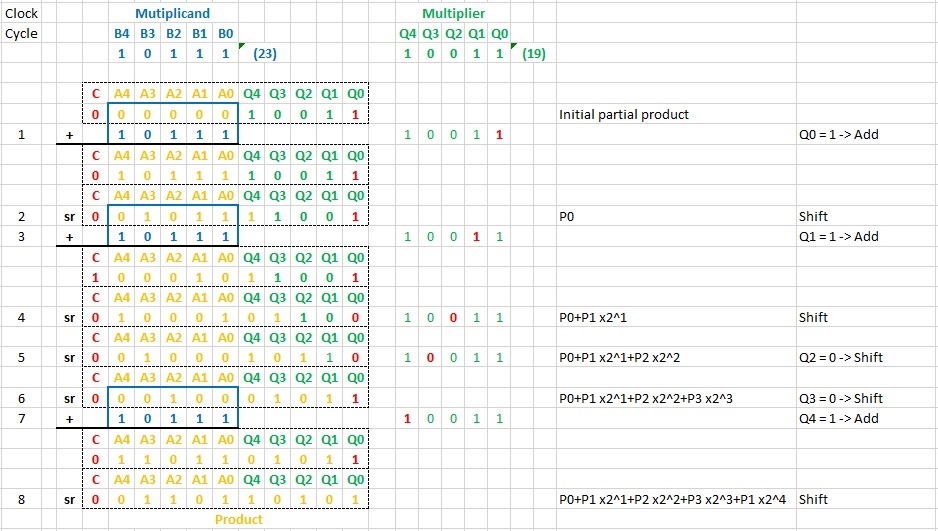 Clock Mutiplicand Multiplier
Cycle B4 B3 B2 B1 B0 Q4 Q3 Q2 Q1 Q0
1 0 1 1 1 (23) 1 0 0 1 1 (19)
C A4 A3 A2 A1 A0 Q4 Q3 Q2 Q1 Q0
0 0 0 0 0 0 1 0 0 1 1 Initial partial product
1 + 1 0 1 1 1 1 0 0 1 1 Q0 = 1 -> Add
C A4 A3 A2 A1 A0 Q4 Q3 Q2 Q1 Q0
0 1 0 1 1 1 1 0 0 1 1
C A4 A3 A2 A1 A0 Q4 Q3 Q2 Q1 Q0
2 sr 0 0 1 0 1 1 1 1 0 0 1 P0 Shift
3 + 1 0 1 1 1 1 0 0 1 1 Q1 = 1 -> Add
C A4 A3 A2 A1 A0 Q4 Q3 Q2 Q1 Q0
1 0 0 0 1 0 1 1 0 0 1
C A4 A3 A2 A1 A0 Q4 Q3 Q2 Q1 Q0
4 sr 0 1 0 0 0 1 0 1 1 0 0 1 0 0 1 1 P0+P1 x2^1 Shift
C A4 A3 A2 A1 A0 Q4 Q3 Q2 Q1 Q0
5 sr 0 0 1 0 0 0 1 0 1 1 0 1 0 0 1 1 P0+P1 x2^1+P2 x2^2 Q2 = 0 -> Shift
C A4 A3 A2 A1 A0 Q4 Q3 Q2 Q1 Q0
6 sr 0 0 0 1 0 0 0 1 0 1 1 P0+P1 x2^1+P2 x2^2+P3 x2^3 Q3 = 0 -> Shift
7 + 1 0 1 1 1 1 0 0 1 1 Q4 = 1 -> Add
C A4 A3 A2 A1 A0 Q4 Q3 Q2 Q1 Q0
0 1 1 0 1 1 0 1 0 1 1
C A4 A3 A2 A1 A0 Q4 Q3 Q2 Q1 Q0
8 sr 0 0 1 1 0 1 1 0 1 0 1 P0+P1 x2^1+P2 x2^2+P3 x2^3+P1 x2^4 Shift
Product